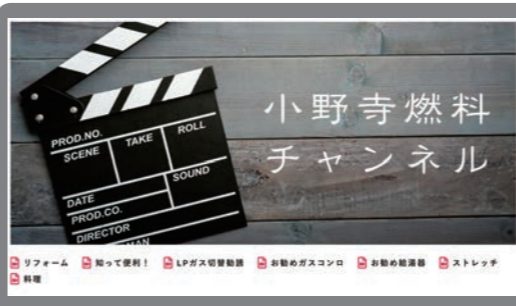 PROD.NO.
SCENE TAKE ROLL
SOUND
DATE
PROD.CO.
DIRECTOR
MAN
小野寺燃料
チャンネル
リフォーム 知って便利! LPガス切替動画 お勧めガスコンロ お勧め給湯器 ストレッチ
料理